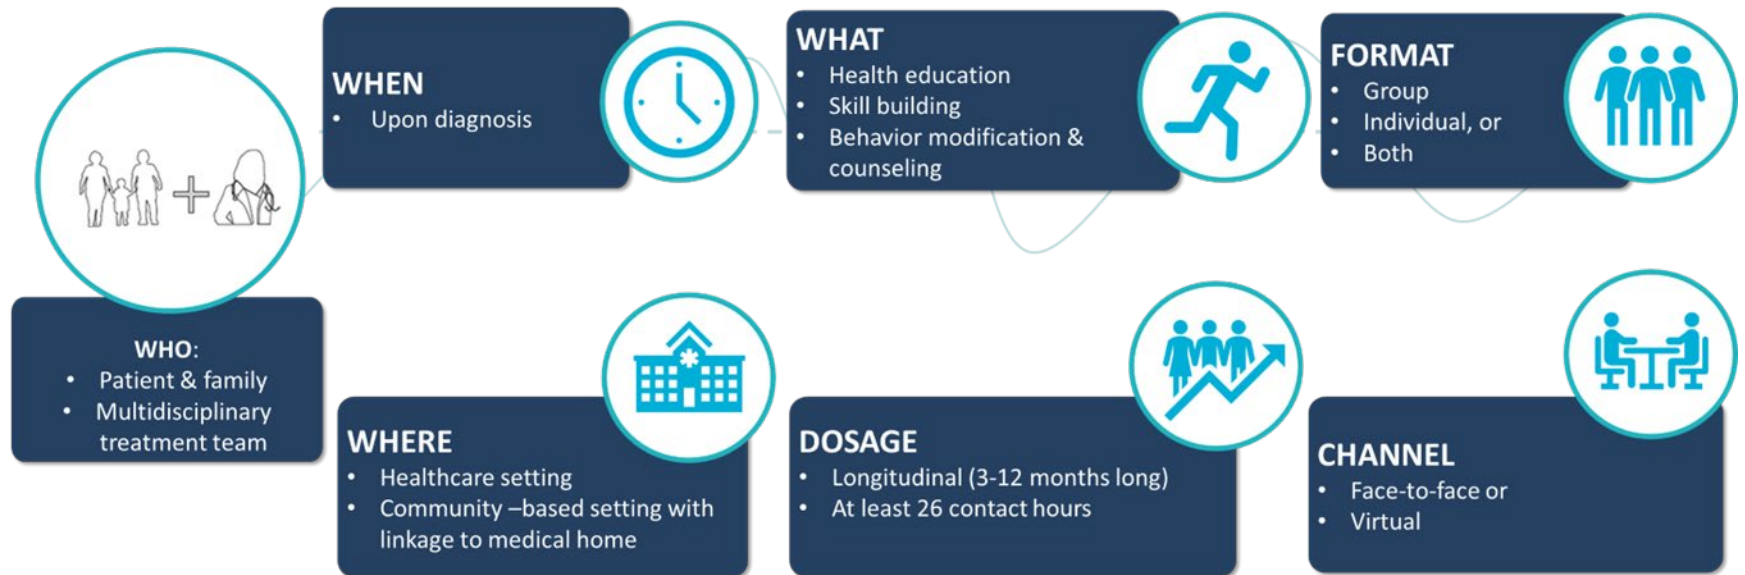 WHEN
• Upon diagnosis
WHAT
• Health education
• Skill building
• Behavior modification &
counseling
FORMAT
• Group
• Individual, or
• Both
WHO:
• Patient & family
• Multidisciplinary
treatment team
WHERE
• Healthcare setting
• Community –based setting with
linkage to medical home
DOSAGE
• Longitudinal (3-12 months long)
• At least 26 contact hours
CHANNEL
• Face-to-face or
• Virtual